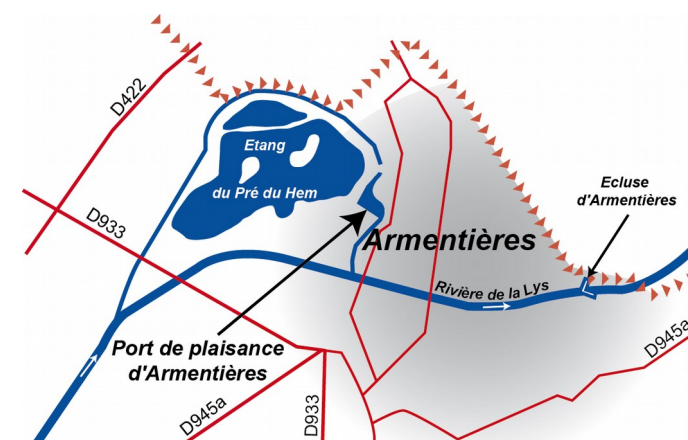 D422
Etang
du Pré du Hem
D933
Ecluse
d'Armentières
Armentières
Rivière de la Lys
Port de plaisance
d'Armentières
D945a
D945a
D933